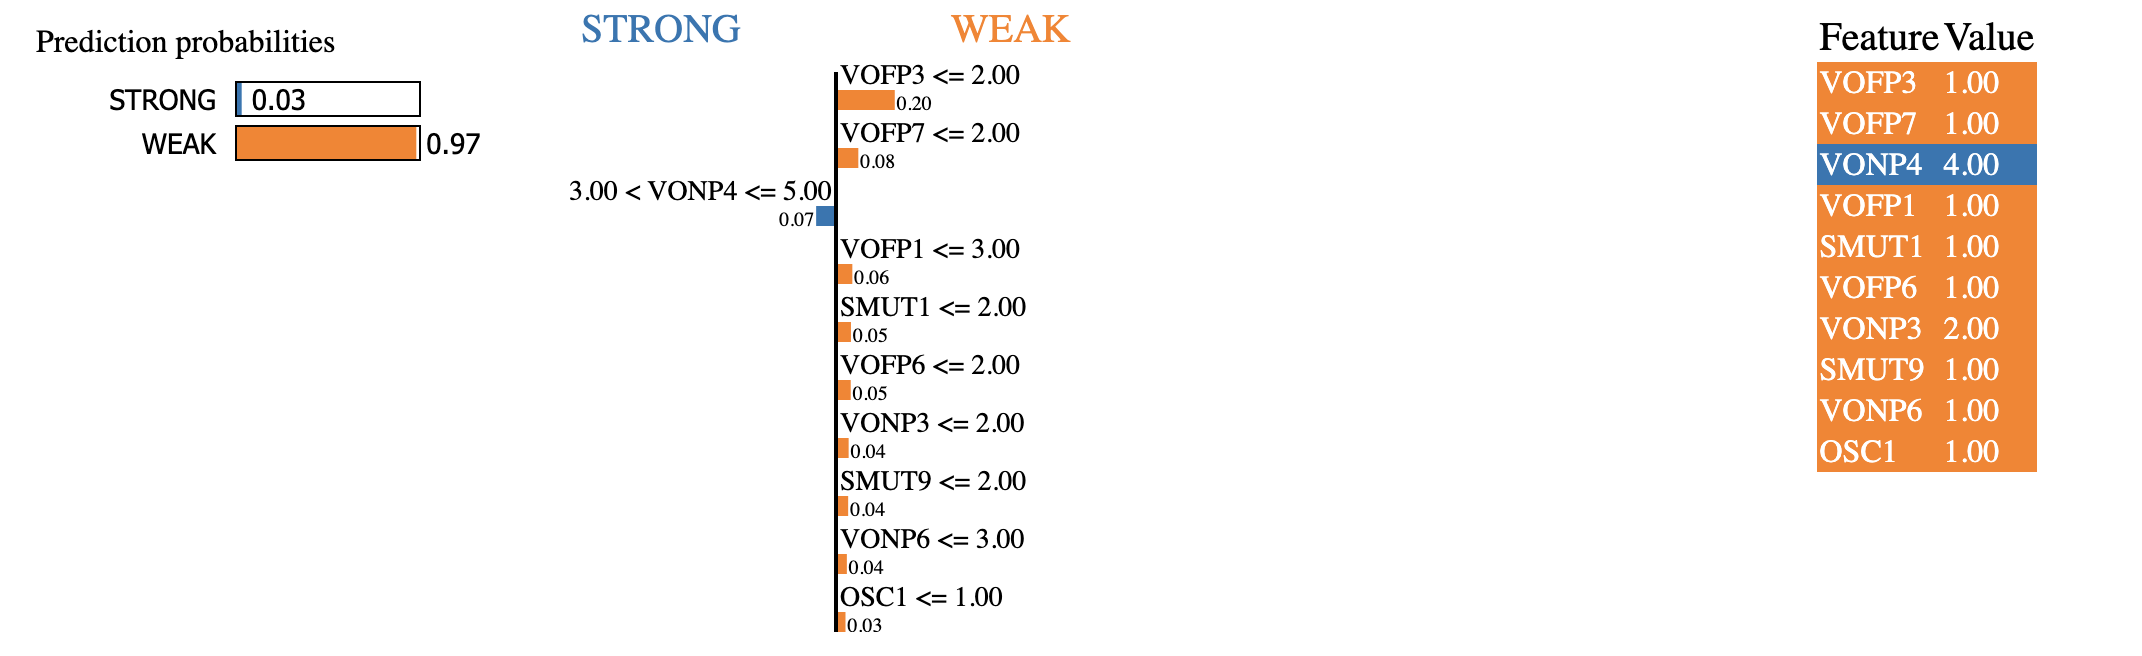 Prediction probabilities
STRONG 0.03
WEAK 0.97
STRONG WEAK
VOFP3 <= 2.00
0.20
VOFP7 <= 2.00
0.08
3.00 < VONP4 <= 5.00
0.07
VOFP1 <= 3.00
0.06
SMUT1 <= 2.00
0.05
VOFP6 <= 2.00
0.05
VONP3 <= 2.00
0.04
SMUT9 <= 2.00
0.04
VONP6 <= 3.00
0.04
OSC1 <= 1.00
0.03
Feature Value
VOFP3 1.00
VOFP7 1.00
VONP4 4.00
VOFP1 1.00
SMUT1 1.00
VOFP6 1.00
VONP3 2.00
SMUT9 1.00
VONP6 1.00
OSC1 1.00